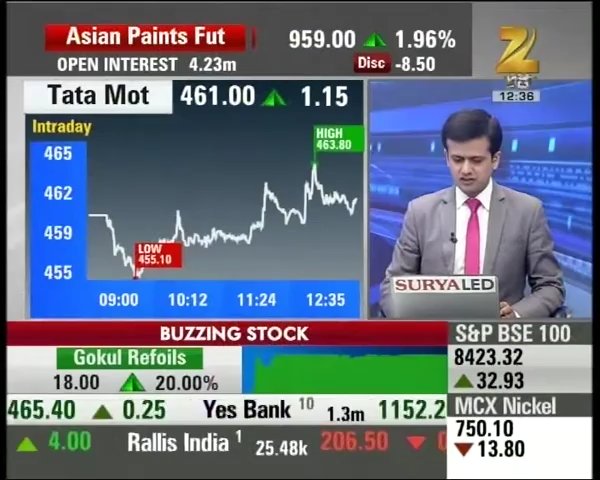 Asian Paints Fut 959.00 1.96%
OPEN INTEREST 4.23m Disc -8.50
12:36
Tata Mot 461.00 1.15
Intraday
465
462
459
455
HIGH
463.80
LOW
455.10
09:00 10:12 11:24 12:35
SURYALED
BUZZING STOCK
Gokul Refoils
18.00 20.00%
S&P BSE 100
8423.32
32.93
MCX Nickel
750.10
13.80
465.40 0.25 Yes Bank 10 1.3m 1152.2
4.00 Rallis India 1 25.48k 206.50